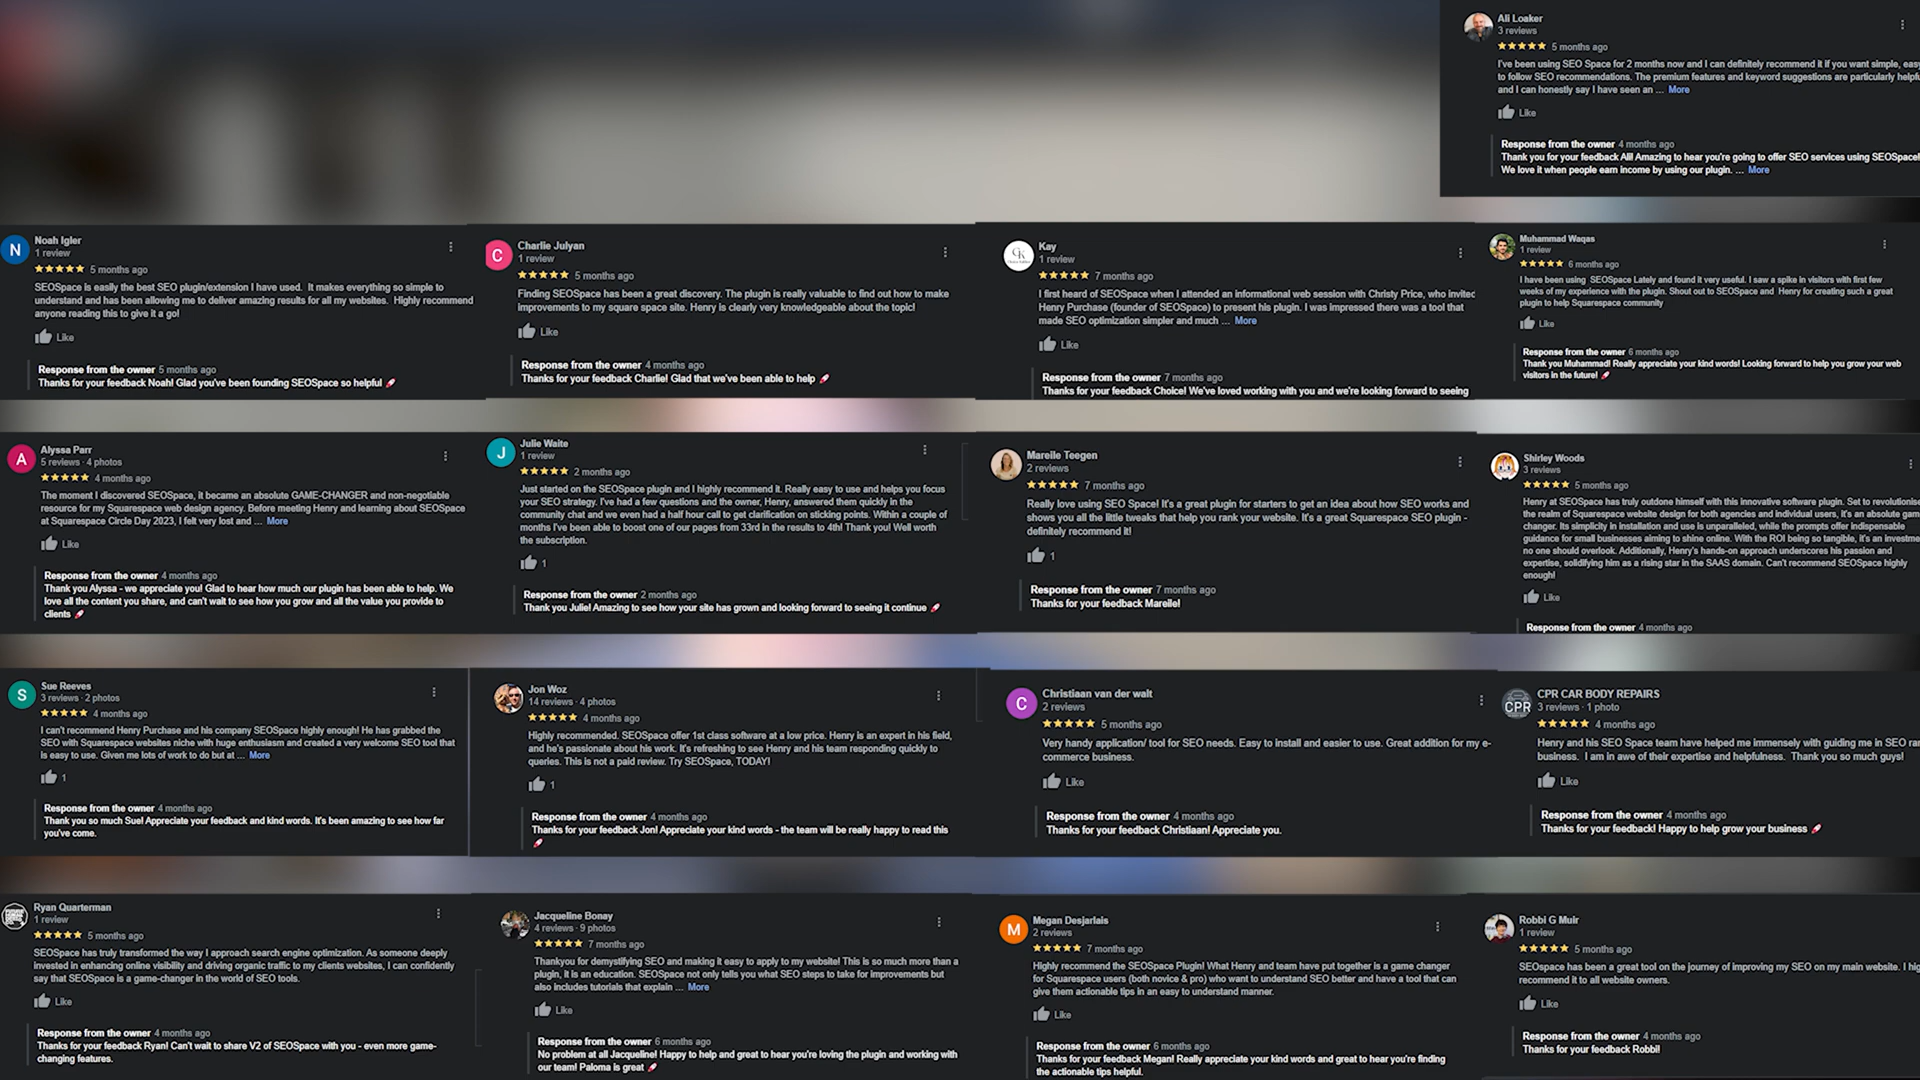 Ali Loaker
3 reviews
5 months ago
I've been using SEO Space for 2 months now and I can definitely recommend it if you want simple, easy
to follow SEO recommendations. The premium features and keyword suggestions are particularly helpfu
and I can honestly say I have seen an ... More
Like
Response from the owner 4 months ago
Thank you for your feedback Ali! Amazing to hear you're going to offer SEO services using SEOSpace!
We love it when people earn income by using our plugin. ... More
N
Noah Igler
1 review
5 months ago
SEOSpace is easily the best SEO plugin/extension I have used. It makes everything so simple to
understand and has been allowing me to deliver amazing results for all my websites. Highly recommend
anyone reading this to give it a go!
Like
Response from the owner 5 months ago
Thanks for your feedback Noah! Glad you've been founding SEOSpace so helpful 🚀
C
Charlie Julyan
1 review
5 months ago
Finding SEOSpace has been a great discovery. The plugin is really valuable to find out how to make
improvements to my square space site. Henry is clearly very knowledgeable about the topic!
Like
Response from the owner 4 months ago
Thanks for your feedback Charlie! Glad that we've been able to help 🚀
Kay
1 review
7 months ago
I first heard of SEOSpace when I attended an informational web session with Christy Price, who invited
Henry Purchase (founder of SEOSpace) to present his plugin. I was impressed there was a tool that
made SEO optimization simpler and much ... More
Like
Response from the owner 7 months ago
Thanks for your feedback Choice! We've loved working with you and we're looking forward to seeing
Muhammad Waqas
1 review
6 months ago
I have been using SEOSpace Lately and found it very useful. I saw a spike in visitors with first few
weeks of my experience with the plugin. Shout out to SEOSpace and Henry for creating such a great
plugin to help Squarespace community
Like
Response from the owner 6 months ago
Thank you Muhammad! Really appreciate your kind words! Looking forward to help you grow your web
visitors in the future! 🚀
A
Alyssa Parr
5 reviews · 4 photos
4 months ago
The moment I discovered SEOSpace, it became an absolute GAME-CHANGER and non-negotiable
resource for my Squarespace web design agency. Before meeting Henry and learning about SEOSpace
at Squarespace Circle Day 2023, I felt very lost and ... More
Like
Response from the owner 4 months ago
Thank you Alyssa - we appreciate you! Glad to hear how much our plugin has been able to help. We
love all the content you share, and can't wait to see how you grow and all the value you provide to
clients 🚀
J
Julie Waite
1 review
2 months ago
Just started on the SEOSpace plugin and I highly recommend it. Really easy to use and helps you focus
your SEO strategy. I've had a few questions and the owner, Henry, answered them quickly in the
community chat and we even had a half hour call to get clarification on sticking points. Within a couple of
months I've been able to boost one of our pages from 33rd in the results to 4th! Thank you! Well worth
the subscription.
1
Response from the owner 2 months ago
Thank you Julie! Amazing to see how your site has grown and looking forward to seeing it continue 🚀
Mareile Teegen
2 reviews
7 months ago
Really love using SEO Space! It's a great plugin for starters to get an idea about how SEO works and
shows you all the little tweaks that help you rank your website. It's a great Squarespace SEO plugin -
definitely recommend it!
1
Response from the owner 7 months ago
Thanks for your feedback Mareile!
Shirley Woods
3 reviews
5 months ago
Henry at SEOSpace has truly outdone himself with this innovative software plugin. Set to revolutionise
the realm of Squarespace website design for both agencies and individual users, it's an absolute gam
changer. Its simplicity in installation and use is unparalleled, while the prompts offer indispensable
guidance for small businesses aiming to shine online. With the ROI being so tangible, it's an investme
no one should overlook. Additionally, Henry's hands-on approach underscores his passion and
expertise, solidifying him as a rising star in the SAAS domain. Can't recommend SEOSpace highly
enough!
Like
Response from the owner 4 months ago
S
Sue Reeves
3 reviews · 2 photos
4 months ago
I can't recommend Henry Purchase and his company SEOSpace highly enough! He has grabbed the
SEO with Squarespace websites niche with huge enthusiasm and created a very welcome SEO tool that
is easy to use. Given me lots of work to do but at ... More
1
Response from the owner 4 months ago
Thank you so much Sue! Appreciate your feedback and kind words. It's been amazing to see how far
you've come.
Jon Woz
14 reviews · 4 photos
4 months ago
Highly recommended. SEOSpace offer 1st class software at a low price. Henry is an expert in his field,
and he's passionate about his work. It's refreshing to see Henry and his team responding quickly to
queries. This is not a paid review. Try SEOSpace, TODAY!
1
Response from the owner 4 months ago
Thanks for your feedback Jon! Appreciate your kind words - the team will be really happy to read this
🚀
C
Christiaan van der walt
2 reviews
5 months ago
Very handy application/ tool for SEO needs. Easy to install and easier to use. Great addition for my e-
commerce business.
Like
Response from the owner 4 months ago
Thanks for your feedback Christiaan! Appreciate you.
CPR
CPR CAR BODY REPAIRS
3 reviews · 1 photo
4 months ago
Henry and his SEO Space team have helped me immensely with guiding me in SEO ran
business. I am in awe of their expertise and helpfulness. Thank you so much guys!
Like
Response from the owner 4 months ago
Thanks for your feedback! Happy to help grow your business 🚀
Ryan Quarterman
1 review
5 months ago
SEOSpace has truly transformed the way I approach search engine optimization. As someone deeply
invested in enhancing online visibility and driving organic traffic to my clients websites, I can confidently
say that SEOSpace is a game-changer in the world of SEO tools.
Like
Response from the owner 4 months ago
Thanks for your feedback Ryan! Can't wait to share V2 of SEOSpace with you - even more game-
changing features.
Jacqueline Bonay
4 reviews · 9 photos
7 months ago
Thankyou for demystifying SEO and making it easy to apply to my website! This is so much more than a
plugin, it is an education. SEOSpace not only tells you what SEO steps to take for improvements but
also includes tutorials that explain ... More
Like
Response from the owner 6 months ago
No problem at all Jacqueline! Happy to help and great to hear you're loving the plugin and working with
our team! Paloma is great 🚀
M
Megan Desjarlais
2 reviews
7 months ago
Highly recommend the SEOSpace Plugin! What Henry and team have put together is a game changer
for Squarespace users (both novice & pro) who want to understand SEO better and have a tool that can
give them actionable tips in an easy to understand manner.
Like
Response from the owner 6 months ago
Thanks for your feedback Megan! Really appreciate your kind words and great to hear you're finding
the actionable tips helpful.
Robbi G Muir
1 review
5 months ago
SEOspace has been a great tool on the journey of improving my SEO on my main website. I hig
recommend it to all website owners.
Like
Response from the owner 4 months ago
Thanks for your feedback Robbi!